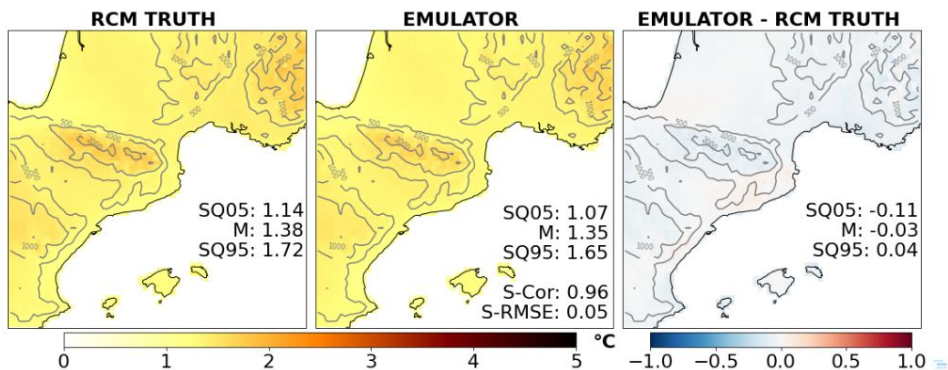 RCM TRUTH
EMULATOR
EMULATOR - RCM TRUTH
SQ05: 1.14
M: 1.38
SQ95: 1.72
SQ05: 1.07
M: 1.35
SQ95: 1.65
S-Cor: 0.96
S-RMSE: 0.05
SQ05: -0.11
M: -0.03
SQ95: 0.04
0 1 2 3 4 5 °C
−1.0 −0.5 0.0 0.5 1.0